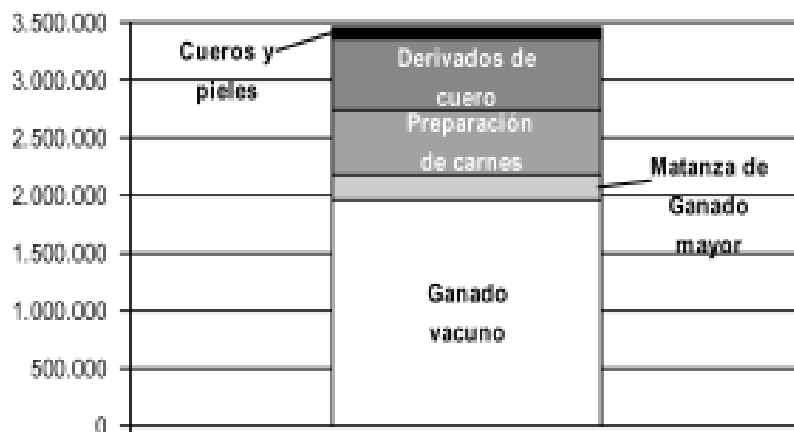 3.500.000
3.000.000
2.500.000
2.000.000
1.500.000
1.000.000
500.000
0
Cueros y
pieles
Derivados de
cuero
Preparación
de carnes
Matanza de
Ganado
mayor
Ganado
vacuno